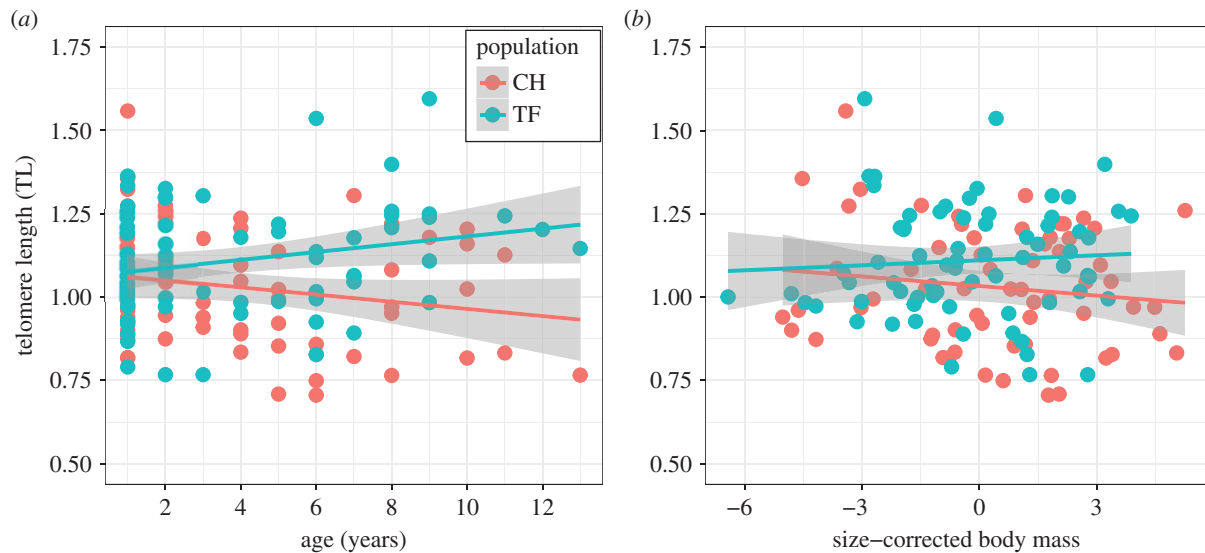 (a)
telomere length (TL)
1.75
1.50
1.25
1.00
0.75
0.50
2 4 6 8 10 12
age (years)
population
CH
TF
(b)
1.75
1.50
1.25
1.00
0.75
0.50
−6 −3 0 3
size−corrected body mass